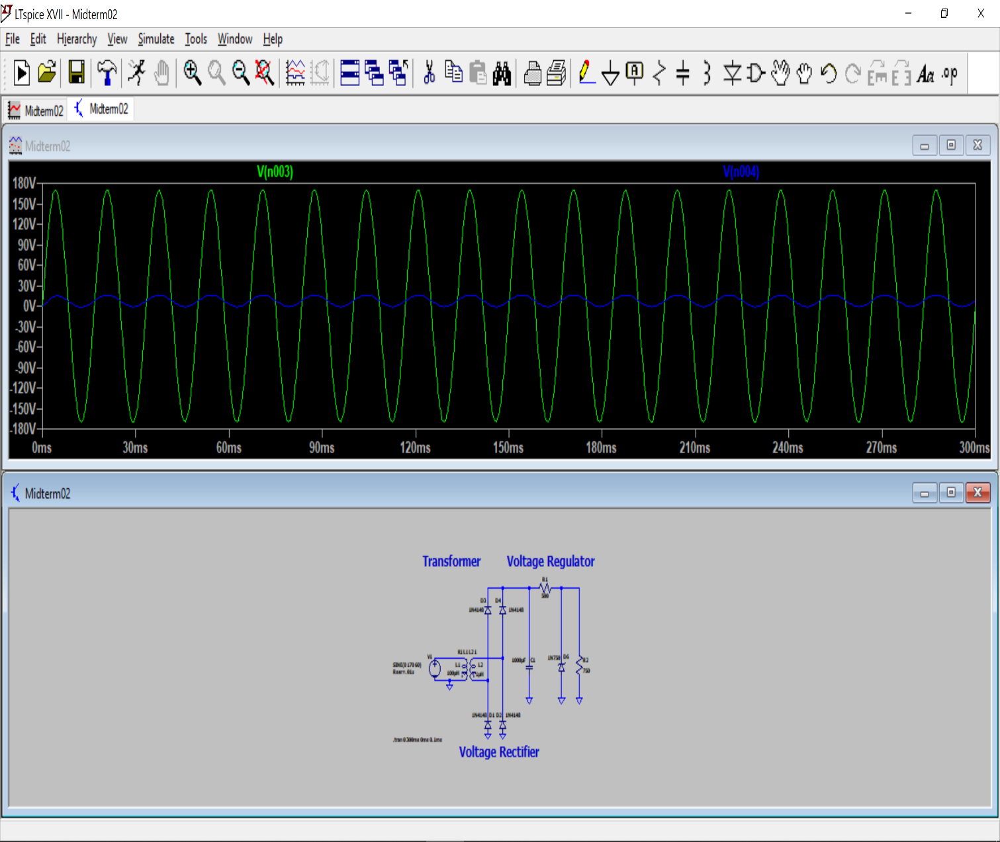 LTspice XVII - Midterm02
File Edit Hierarchy View Simulate Tools Window Help
A Aa .op
Midterm02 Midterm02
Midterm02
V(n003) V(n004)
180V
150V
120V
90V
60V
30V
0V
-30V
-60V
-90V
-120V
-150V
-180V
0ms 30ms 60ms 90ms 120ms 150ms 180ms 210ms 240ms 270ms 300ms
Midterm02
Transformer Voltage Regulator
R1
500
D3 D4
1N4148 1N4148
K1 L1 L2 1
V1
SINE(0 170 60)
Rser=.01u
L1 L2
100µH 1µH
1000µF C1
1N750 D6
R2
750
1N4148 D1 D2 1N4148
.tran 0 300ms 0ms 0.1ms
Voltage Rectifier